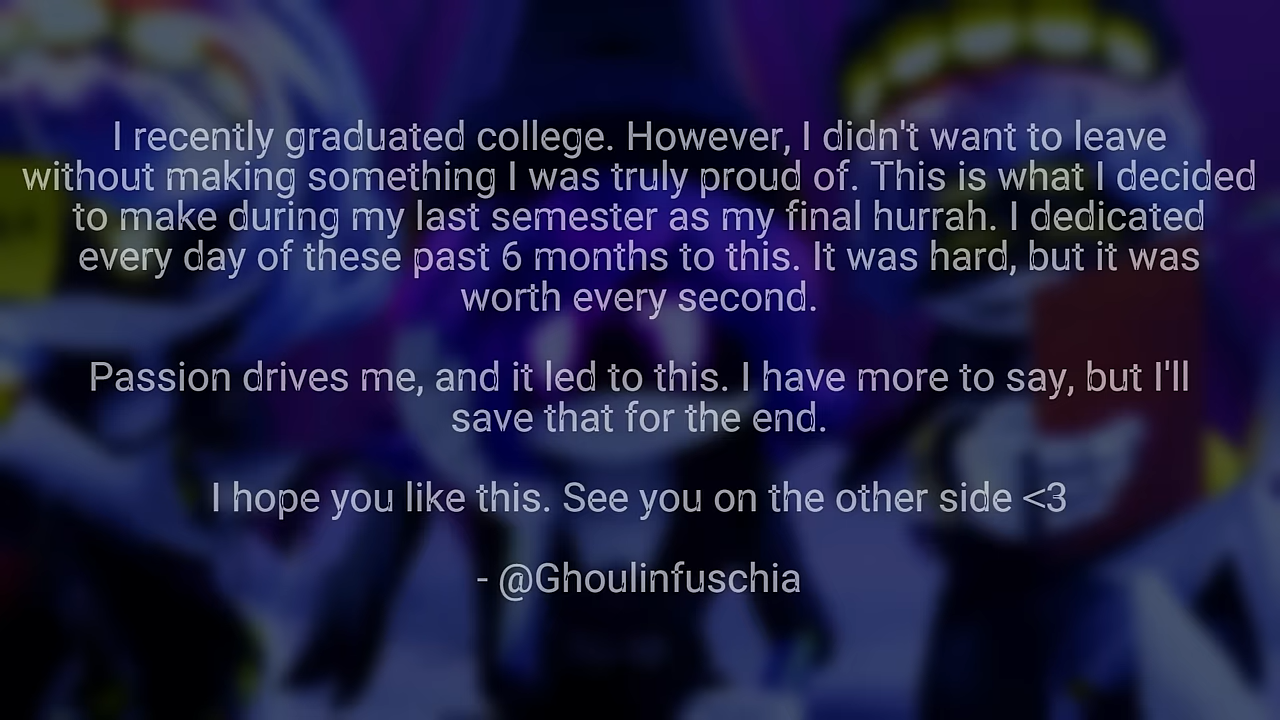 I recently graduated college. However, I didn't want to leave
without making something I was truly proud of. This is what I decided
to make during my last semester as my final hurrah. I dedicated
every day of these past 6 months to this. It was hard, but it was
worth every second.
Passion drives me, and it led to this. I have more to say, but I'll
save that for the end.
I hope you like this. See you on the other side <3
- @Ghoulinfuschia